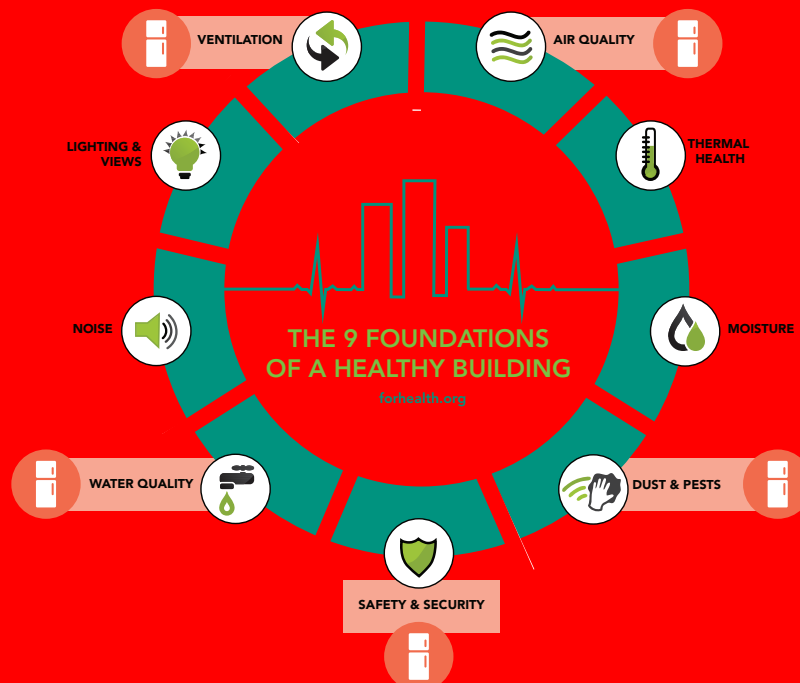 VENTILATION
AIR QUALITY
LIGHTING &
VIEWS
THERMAL
HEALTH
NOISE
MOISTURE
THE 9 FOUNDATIONS
OF A HEALTHY BUILDING
forhealth.org
WATER QUALITY
DUST & PESTS
SAFETY & SECURITY